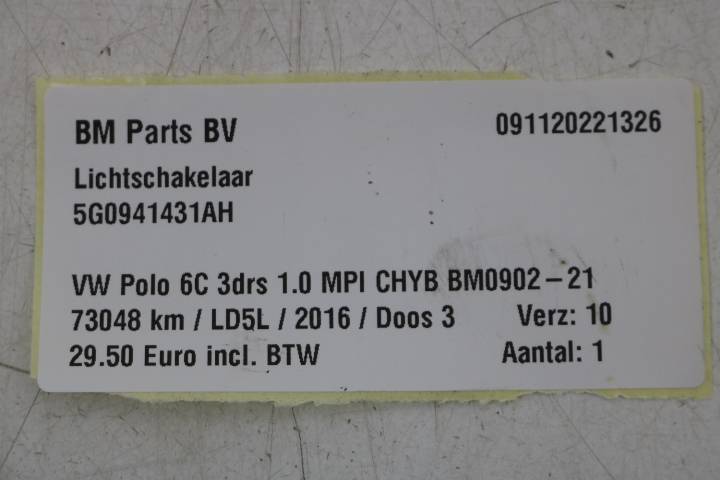 BM Parts BV 091120221326
Lichtschakelaar
5G0941431AH
VW Polo 6C 3drs 1.0 MPI CHYB BM0902-21
73048 km / LD5L / 2016 / Doos 3 Verz: 10
29.50 Euro incl. BTW Aantal: 1